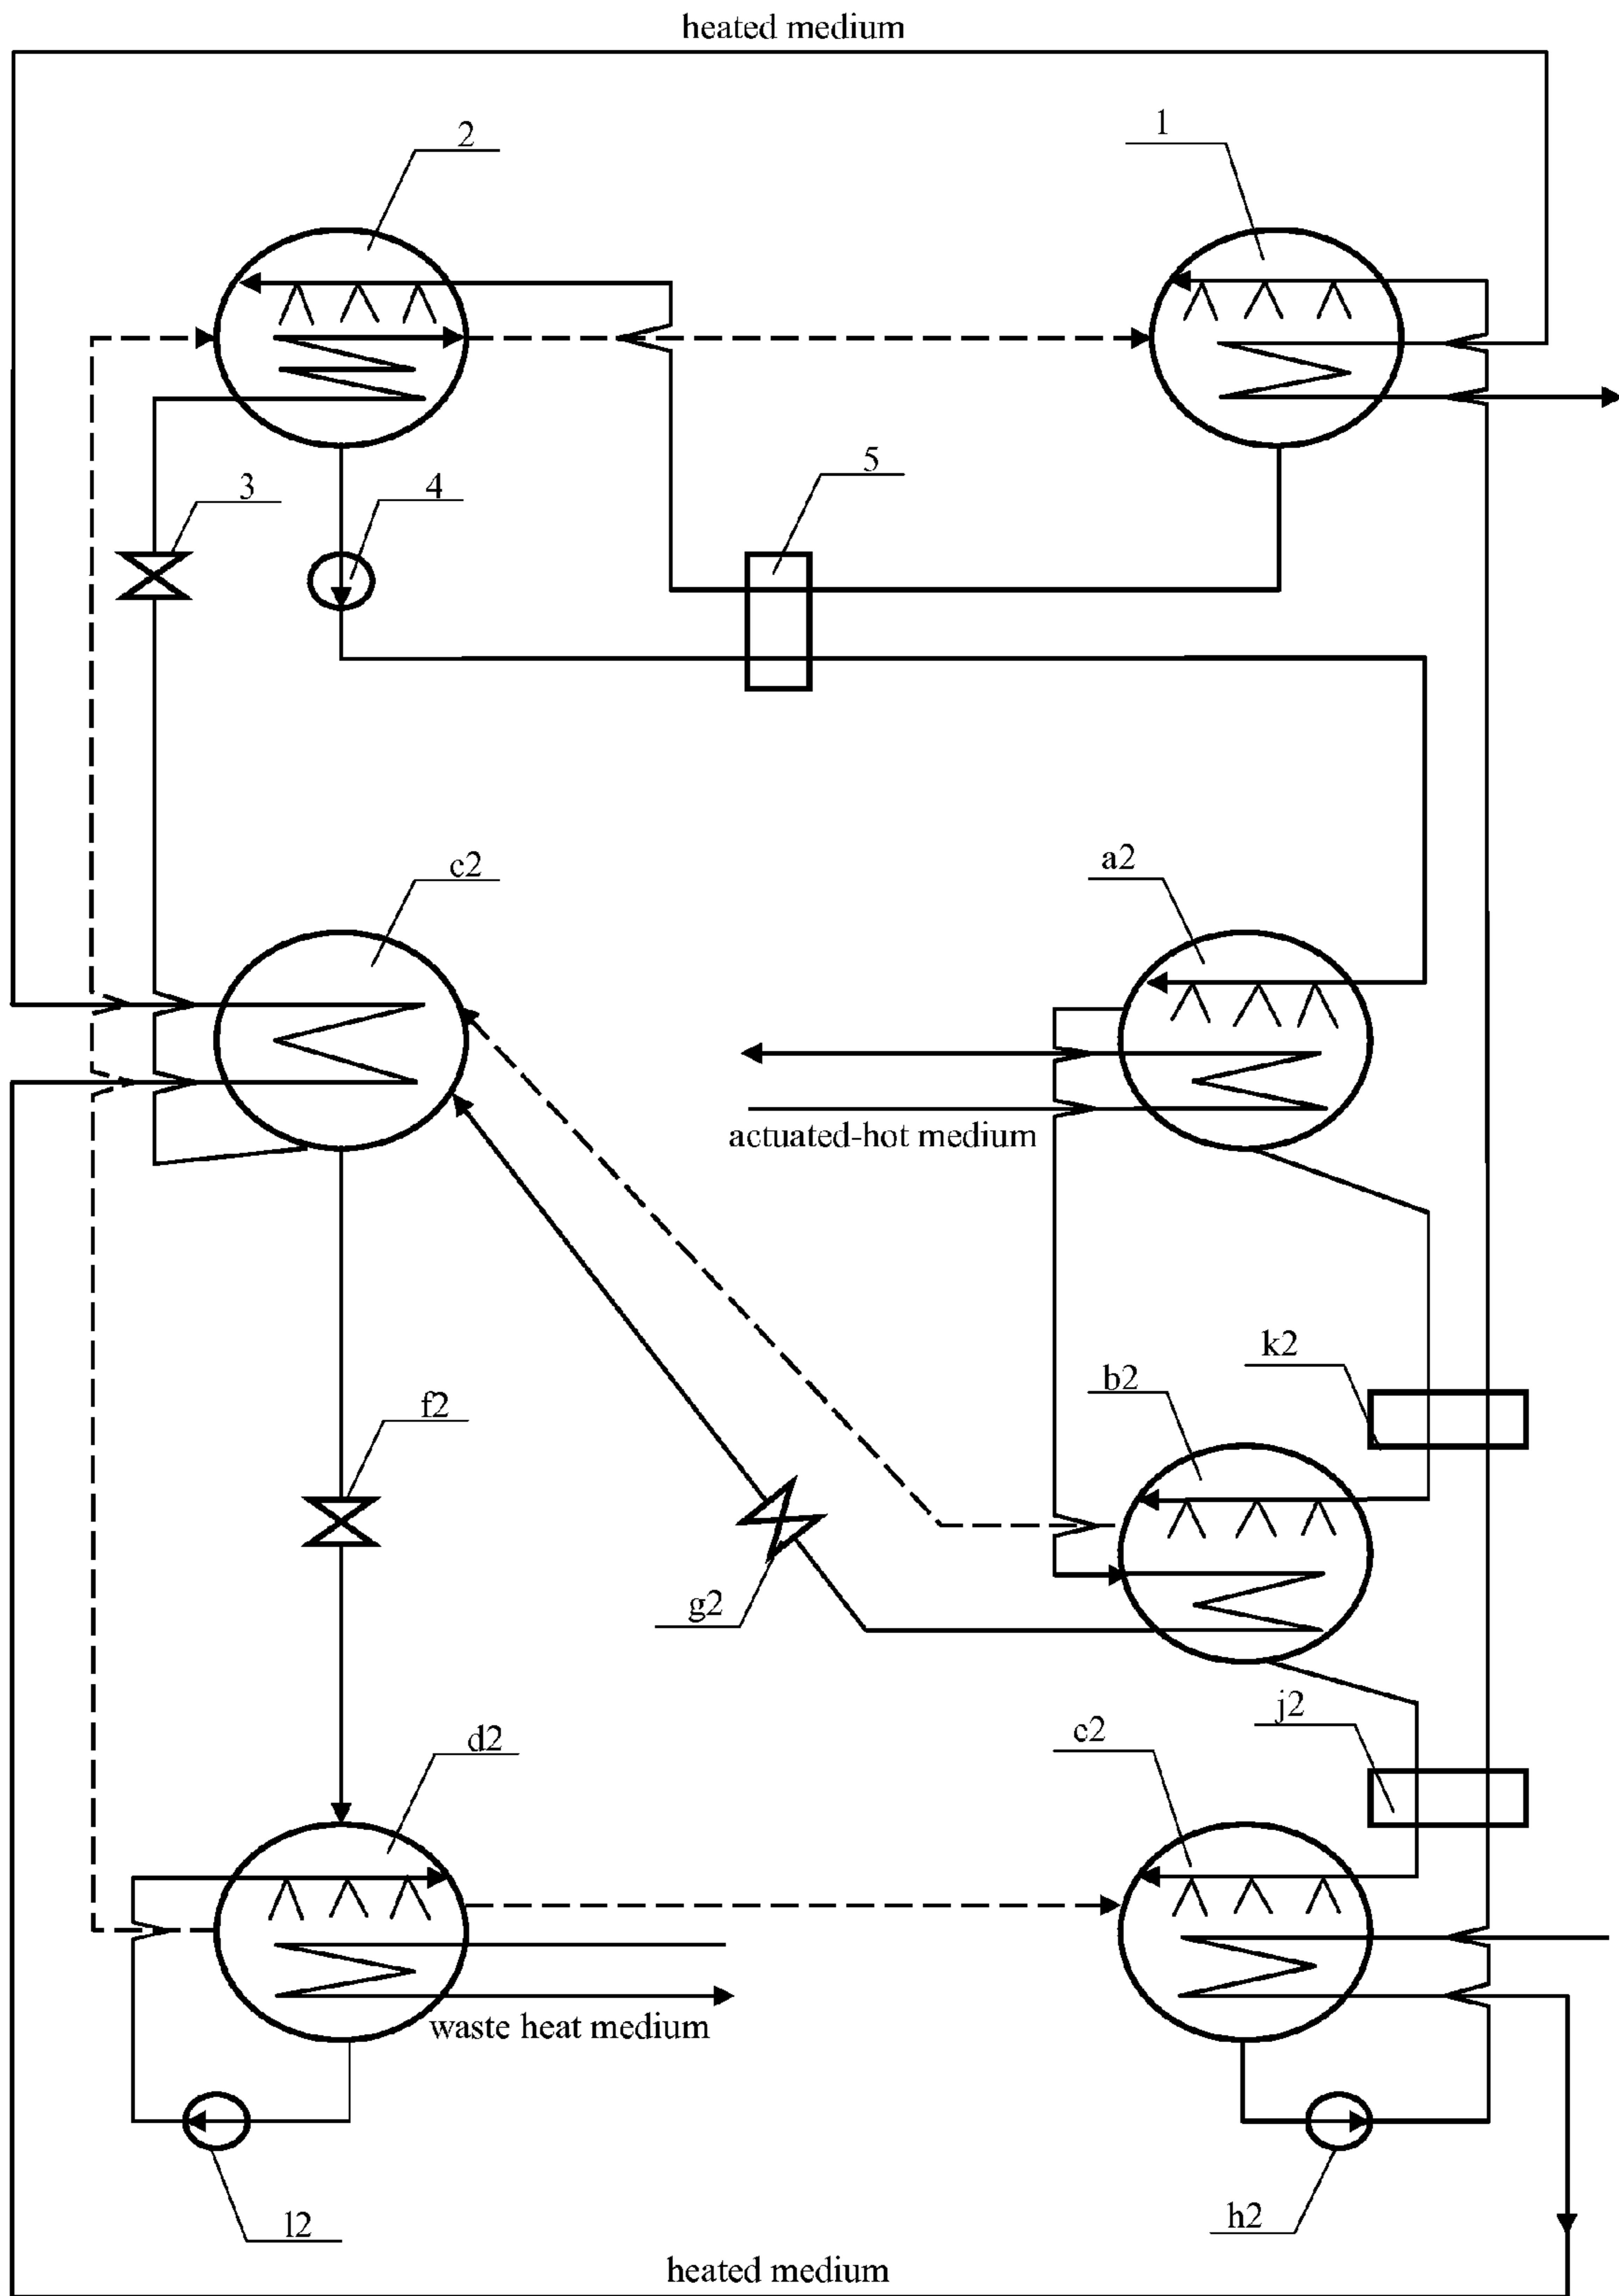 heated medium
2
1
5
3
4
c2
a2
actuated-hot medium
k2
b2
f2
g2
j2
c2
d2
waste heat medium
l2
h2
heated medium